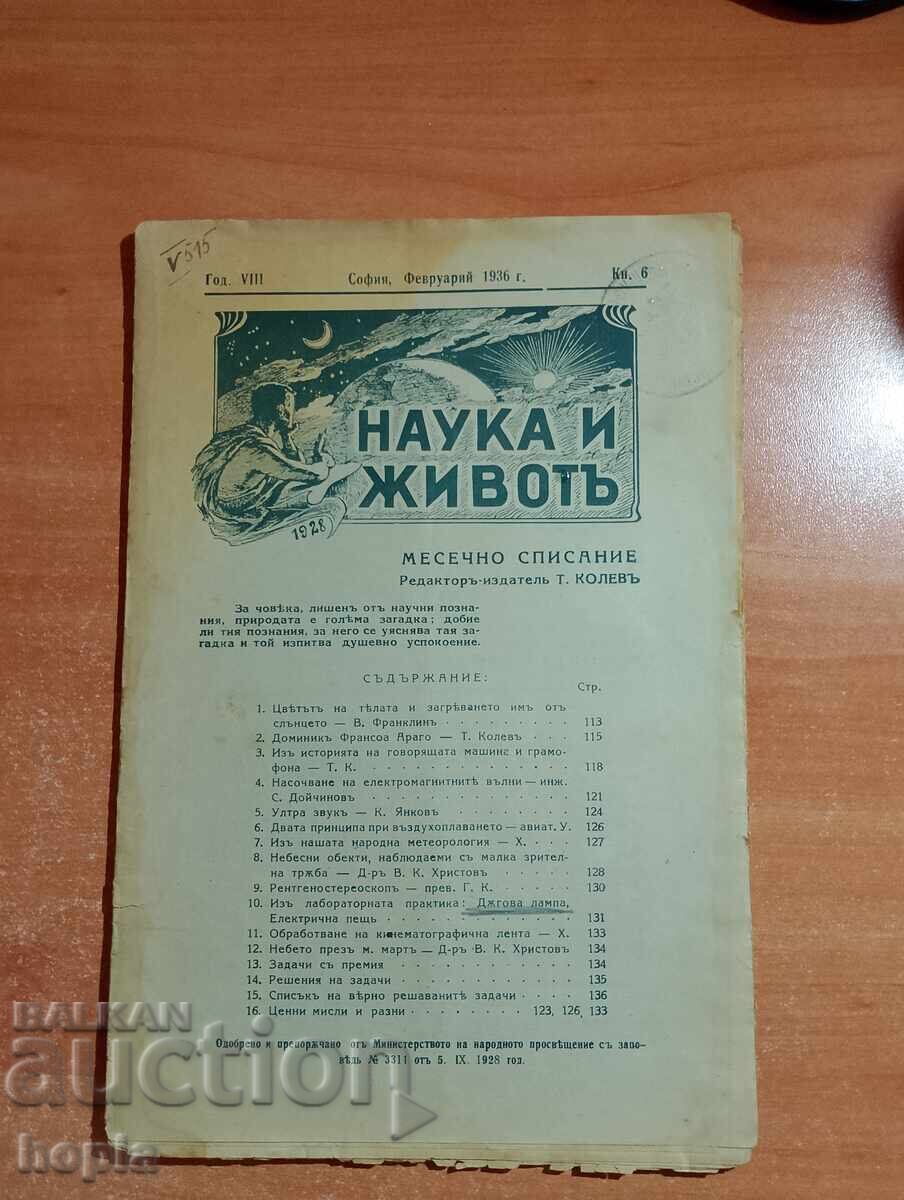 V 515
Год. VIII София, Февруарий 1936 г. Кн. 6
НАУКА И
ЖИВОТЪ
1928
МЕСЕЧНО СПИСАНИЕ
Редакторъ-издатель Т. КОЛЕВЪ
За човѣка, лишенъ отъ научни позна-
ния, природата е голѣма загадка; добие
ли тия познания, за него се уяснява тая за-
гадка и той изпитва душевно успокоение.
СЪДЪРЖАНИЕ:
Стр.
1. Цвѣтътъ на тѣлата и загрѣването имъ отъ
слънцето — В. Франклинъ 113
2. Доминикъ Франсоа Араго — Т. Колевъ 115
3. Изъ историята на говорящата машина и грамо-
фона — Т. К. 118
4. Насочване на електромагнитнитѣ вълни — инж.
С. Дойчиновъ 121
5. Ултра звукъ — К. Янковъ 124
6. Двата принципа при въздухоплаването — авиат. У. 126
7. Изъ нашата народна метеорология — Х. 127
8. Небесни обекти, наблюдаеми съ малка зрител-
на трѫба — Д-ръ В. К. Христовъ 128
9. Рентгеностереоскопъ — прев. Г. К. 130
10. Изъ лабораторната практика: Дѫгова лампа,
Електрична пещь 131
11. Обработване на кинематографична лента — Х. 133
12. Небето презъ м. мартъ — Д-ръ В. К. Христовъ 134
13. Задачи съ премия 134
14. Решения на задачи 135
15. Списъкъ на вѣрно решаванитѣ задачи 136
16. Ценни мисли и разни 123, 126, 133
Одобрено и препорѫчано отъ Министерството на народното просвѣщение съ запо-
вѣдь № 3311 отъ 5. IX. 1928 год.
BALKAN
auction
hopla